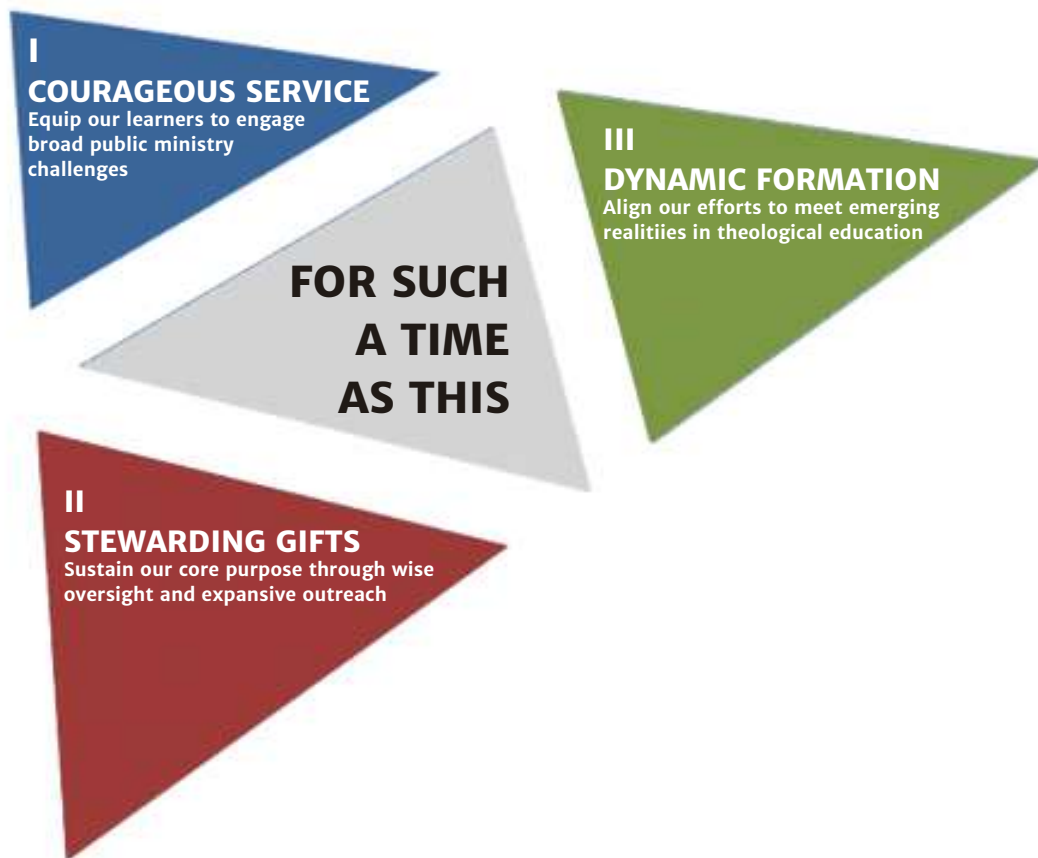 I
COURAGEOUS SERVICE
Equip our learners to engage
broad public ministry
challenges
FOR SUCH
A TIME
AS THIS
II
STEWARDING GIFTS
Sustain our core purpose through wise
oversight and expansive outreach
III
DYNAMIC FORMATION
Align our efforts to meet emerging
realitiies in theological education